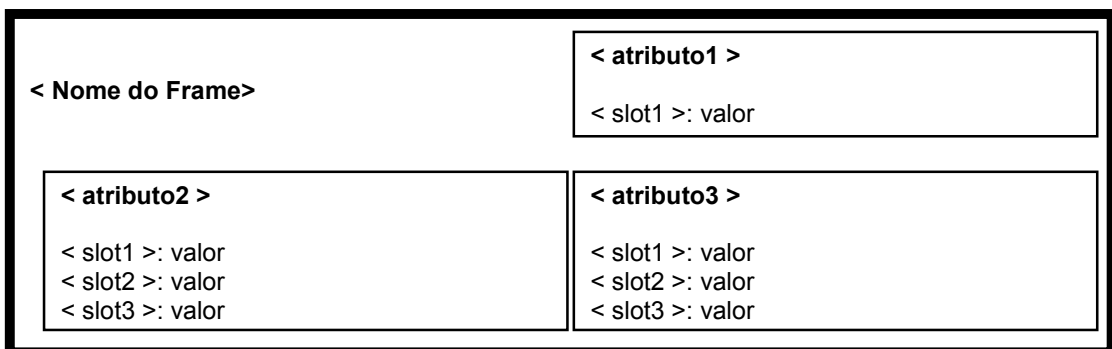 < Nome do Frame>
< atributo1 >
< slot1 >: valor
< atributo2 >
< slot1 >: valor
< slot2 >: valor
< slot3 >: valor
< atributo3 >
< slot1 >: valor
< slot2 >: valor
< slot3 >: valor